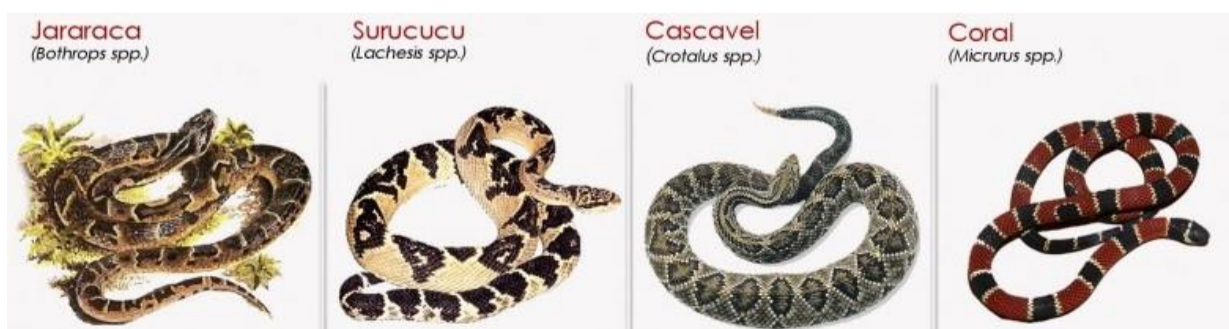 Jararaca
(Bothrops spp.)
Surucucu
(Lachesis spp.)
Cascavel
(Crotalus spp.)
Coral
(Micrurus spp.)